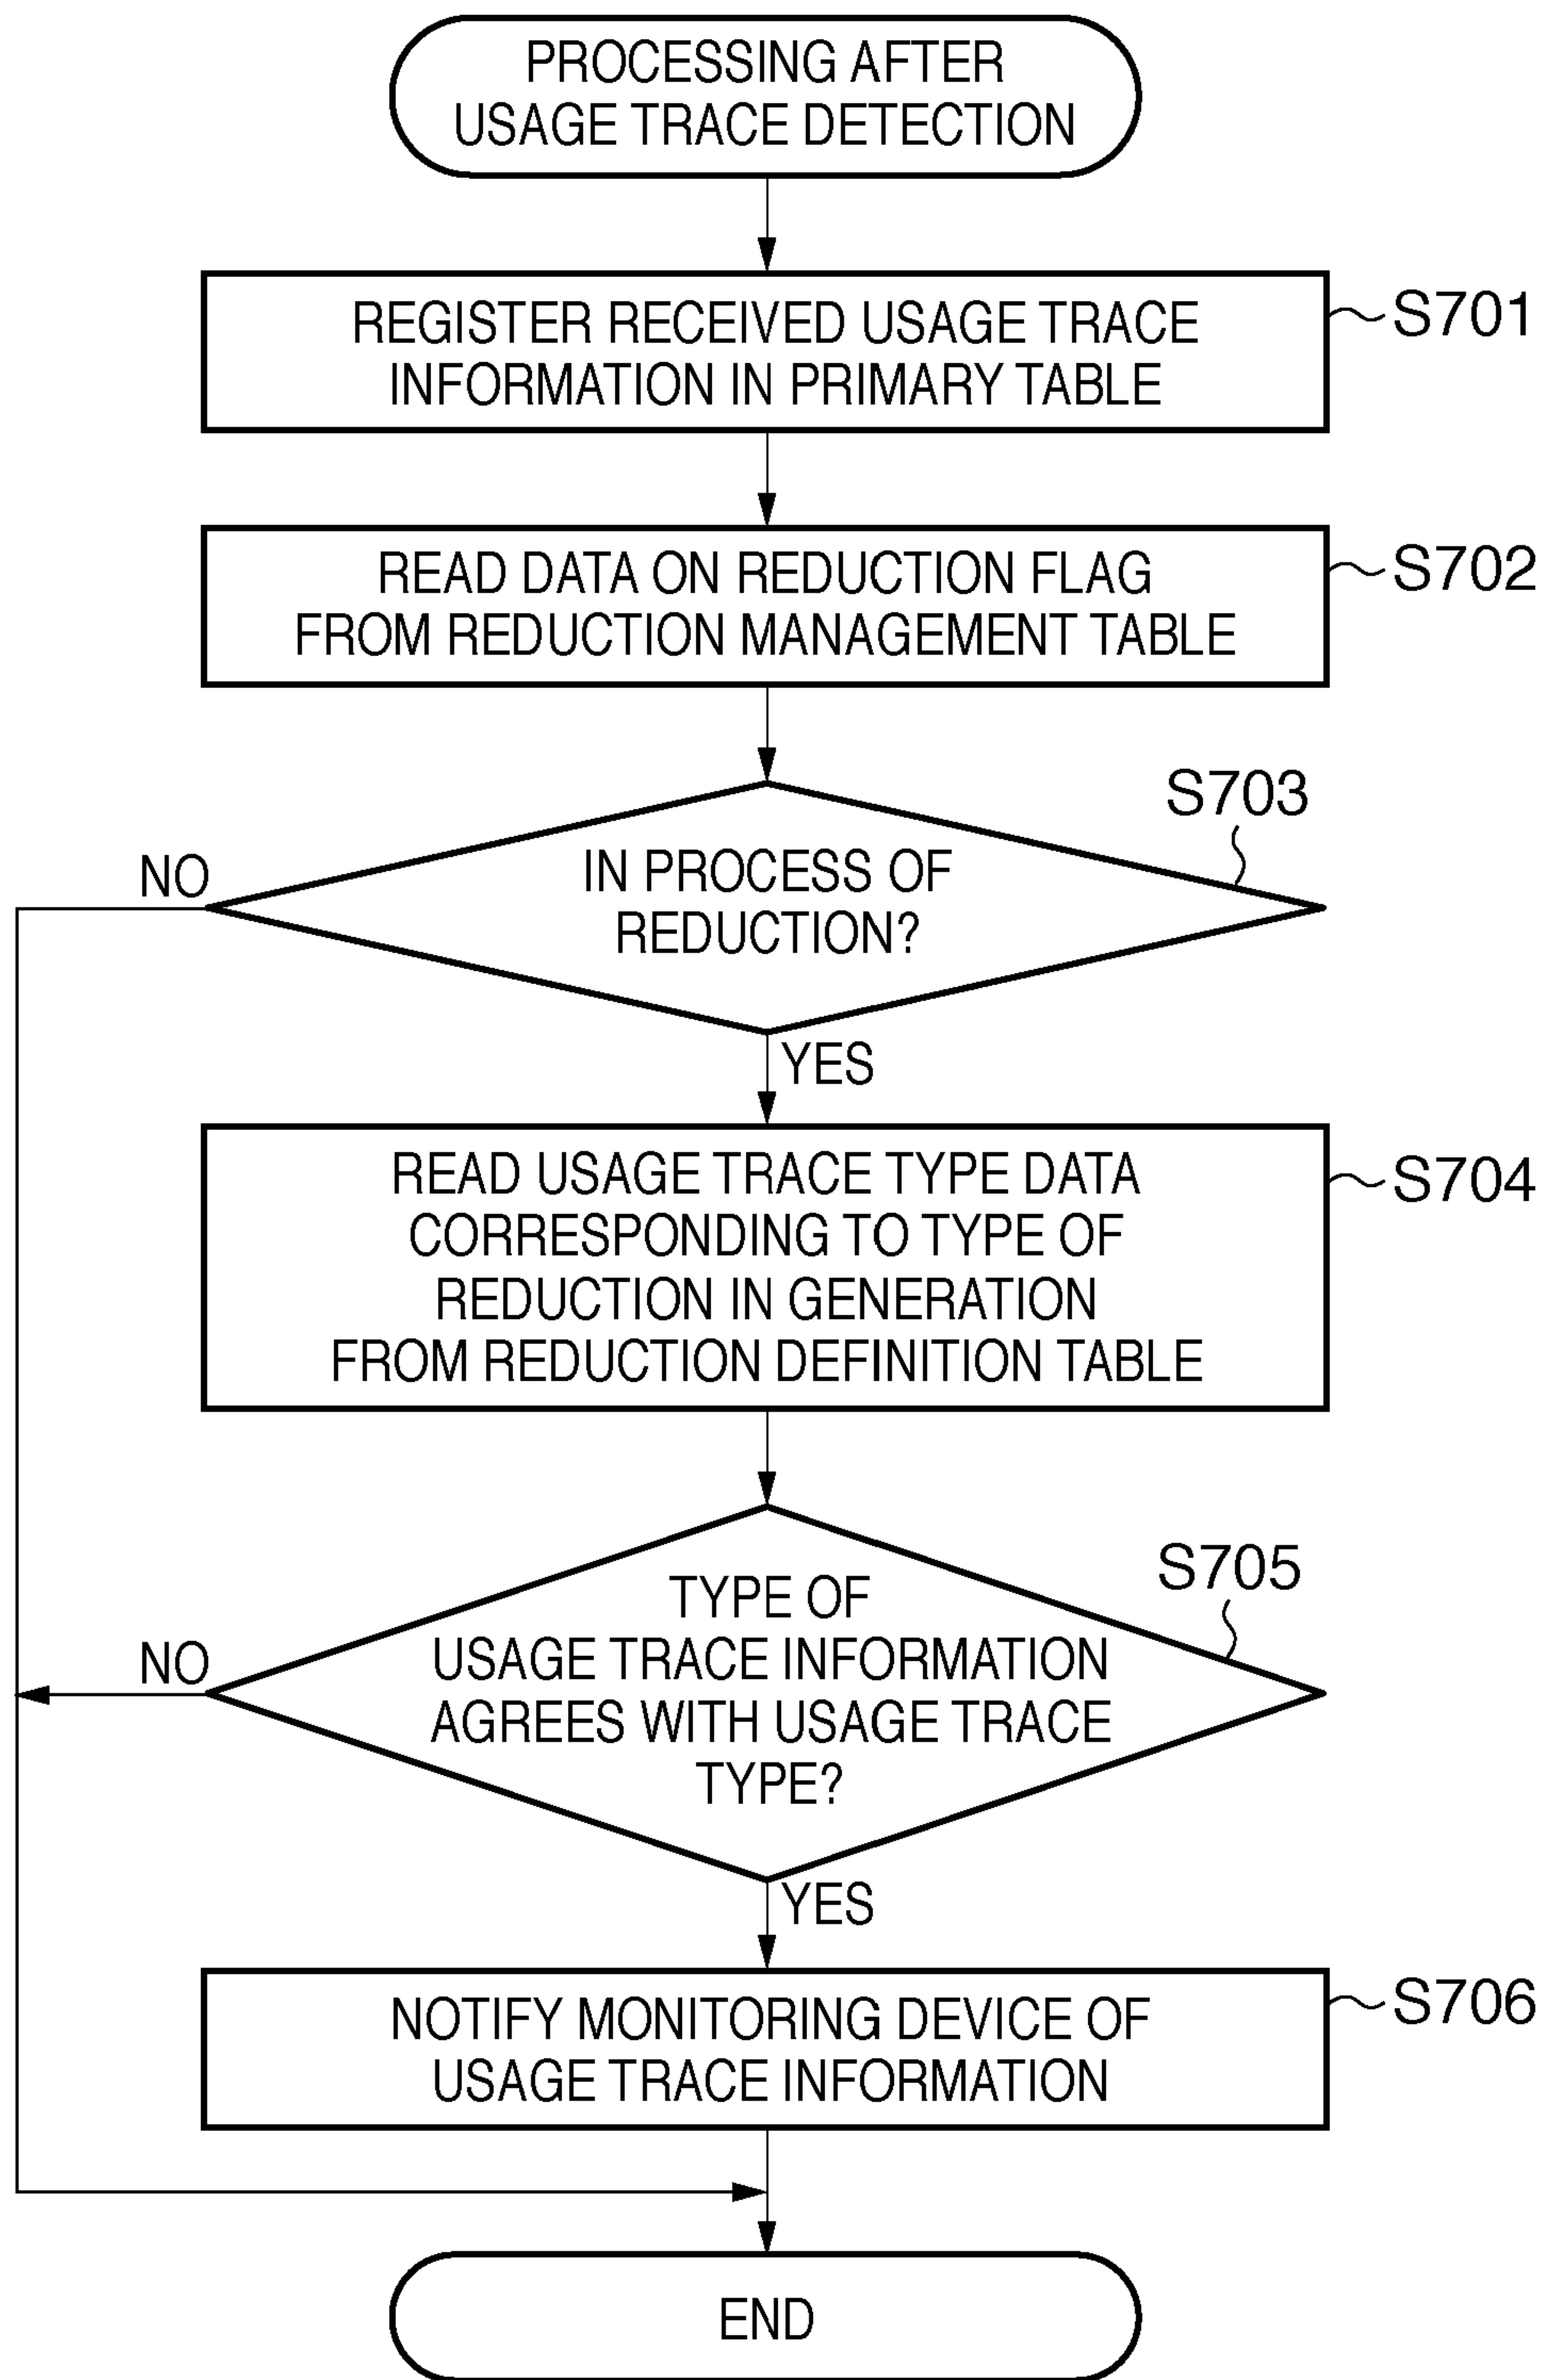 PROCESSING AFTER
USAGE TRACE DETECTION
REGISTER RECEIVED USAGE TRACE
INFORMATION IN PRIMARY TABLE
S701
READ DATA ON REDUCTION FLAG
FROM REDUCTION MANAGEMENT TABLE
S702
S703
NO
IN PROCESS OF
REDUCTION?
YES
READ USAGE TRACE TYPE DATA
CORRESPONDING TO TYPE OF
REDUCTION IN GENERATION
FROM REDUCTION DEFINITION TABLE
S704
S705
TYPE OF
USAGE TRACE INFORMATION
AGREES WITH USAGE TRACE
TYPE?
NO
YES
NOTIFY MONITORING DEVICE OF
USAGE TRACE INFORMATION
S706
END